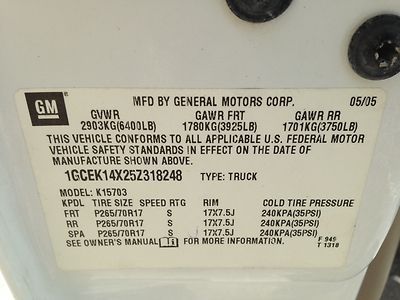 GM
MFD BY GENERAL MOTORS CORP. 05/05
GVWR GAWR FRT GAWR RR
2903KG(6400LB) 1780KG(3925LB) 1701KG(3750LB)
THIS VEHICLE CONFORMS TO ALL APPLICABLE U.S. FEDERAL MOTOR
VEHICLE SAFETY STANDARDS IN EFFECT ON THE DATE OF
MANUFACTURE SHOWN ABOVE.
1GCEK14X25Z318248 TYPE: TRUCK
MODEL: K15703
KPDL TIRE SIZE SPEED RTG RIM COLD TIRE PRESSURE
FRT P265/70R17 S 17X7.5J 240KPA(35PSI)
RR P265/70R17 S 17X7.5J 240KPA(35PSI)
SPA P265/70R17 S 17X7.5J 240KPA(35PSI)
SEE OWNER'S MANUAL i FOR MORE INFORMATION. F 949
T 1318